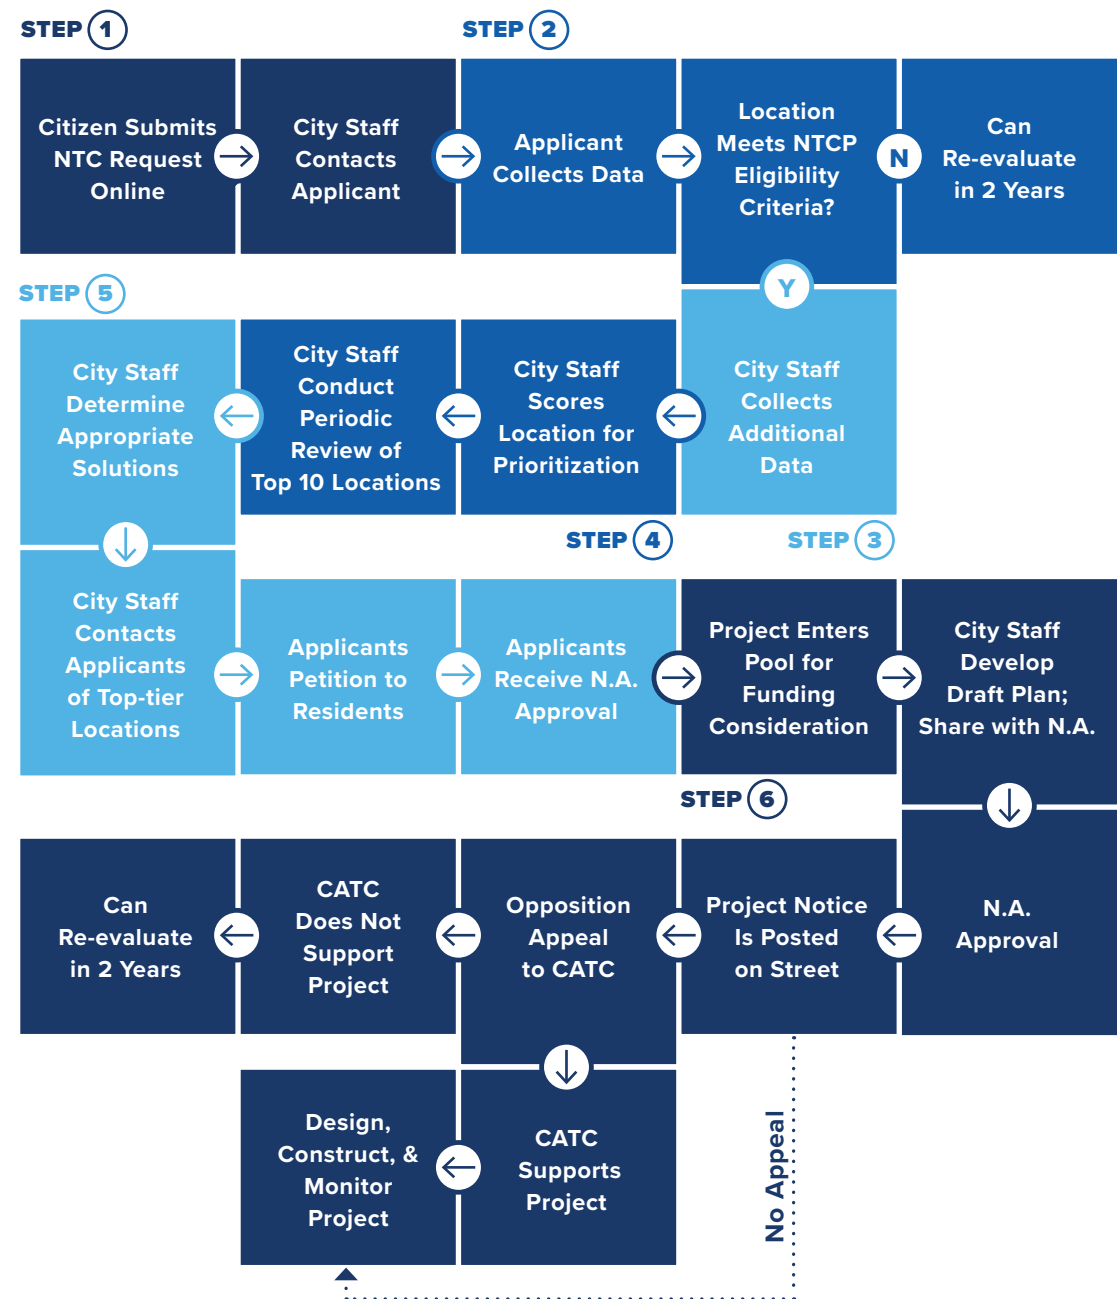 STEP 1
STEP 2
Citizen Submits
NTC Request
Online
City Staff
Contacts
Applicant
Applicant
Collects Data
Location
Meets NTCP
Eligibility
Criteria?
N
Can
Re-evaluate
in 2 Years
Y
STEP 5
City Staff
Determine
Appropriate
Solutions
City Staff
Conduct
Periodic
Review of
Top 10 Locations
City Staff
Scores
Location for
Prioritization
City Staff
Collects
Additional
Data
STEP 4
STEP 3
City Staff
Contacts
Applicants
of Top-tier
Locations
Applicants
Petition to
Residents
Applicants
Receive N.A.
Approval
Project Enters
Pool for
Funding
Consideration
City Staff
Develop
Draft Plan;
Share with N.A.
STEP 6
Can
Re-evaluate
in 2 Years
CATC
Does Not
Support
Project
Opposition
Appeal
to CATC
Project Notice
Is Posted
on Street
N.A.
Approval
Design,
Construct, &
Monitor
Project
CATC
Supports
Project
No Appeal